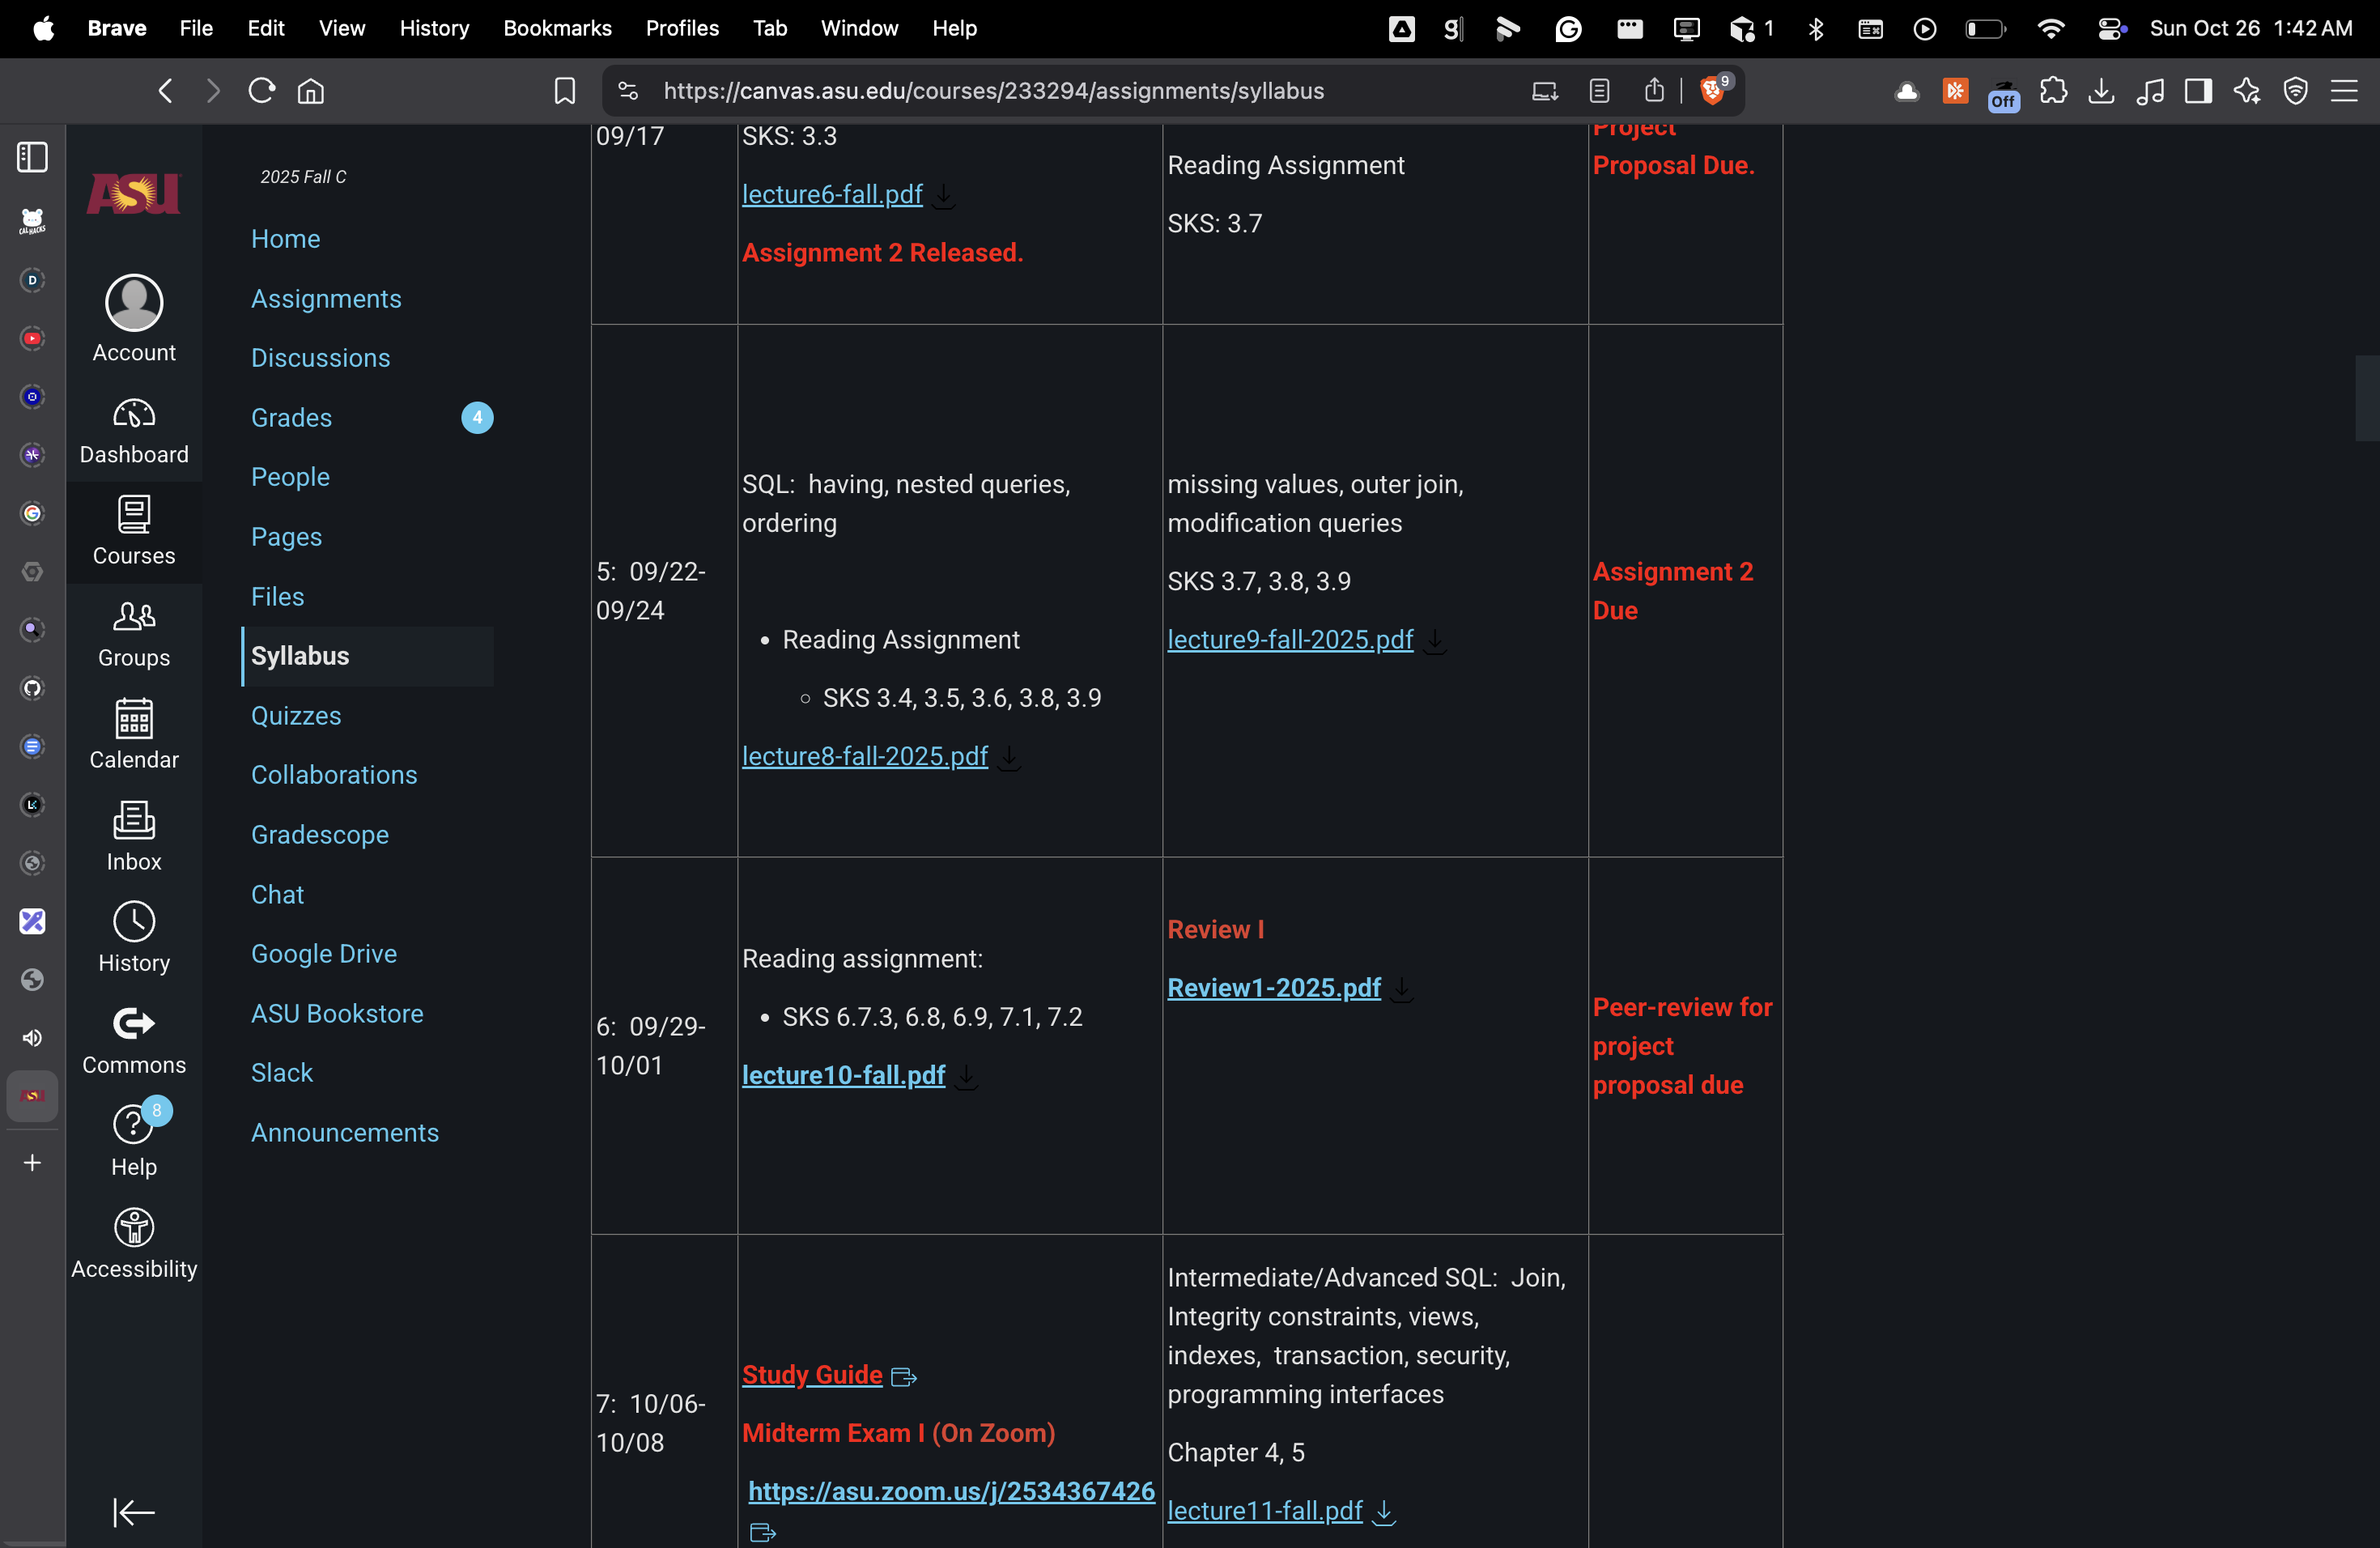 Brave File Edit View History Bookmarks Profiles Tab Window Help
1 Sun Oct 26 1:42 AM
https://canvas.asu.edu/courses/233294/assignments/syllabus
9
Off
ASU
Account
Dashboard
Courses
Groups
Calendar
Inbox
History
Commons
8
Help
Accessibility
2025 Fall C
Home
Assignments
Discussions
Grades 4
People
Pages
Files
Syllabus
Quizzes
Collaborations
Gradescope
Chat
Google Drive
ASU Bookstore
Slack
Announcements
09/17
SKS: 3.3
lecture6-fall.pdf
Assignment 2 Released.
Reading Assignment
SKS: 3.7
Project
Proposal Due.
5: 09/22-
09/24
SQL: having, nested queries,
ordering
• Reading Assignment
◦ SKS 3.4, 3.5, 3.6, 3.8, 3.9
lecture8-fall-2025.pdf
missing values, outer join,
modification queries
SKS 3.7, 3.8, 3.9
lecture9-fall-2025.pdf
Assignment 2
Due
6: 09/29-
10/01
Reading assignment:
• SKS 6.7.3, 6.8, 6.9, 7.1, 7.2
lecture10-fall.pdf
Review I
Review1-2025.pdf
Peer-review for
project
proposal due
7: 10/06-
10/08
Study Guide
Midterm Exam I (On Zoom)
https://asu.zoom.us/j/2534367426
Intermediate/Advanced SQL: Join,
Integrity constraints, views,
indexes, transaction, security,
programming interfaces
Chapter 4, 5
lecture11-fall.pdf